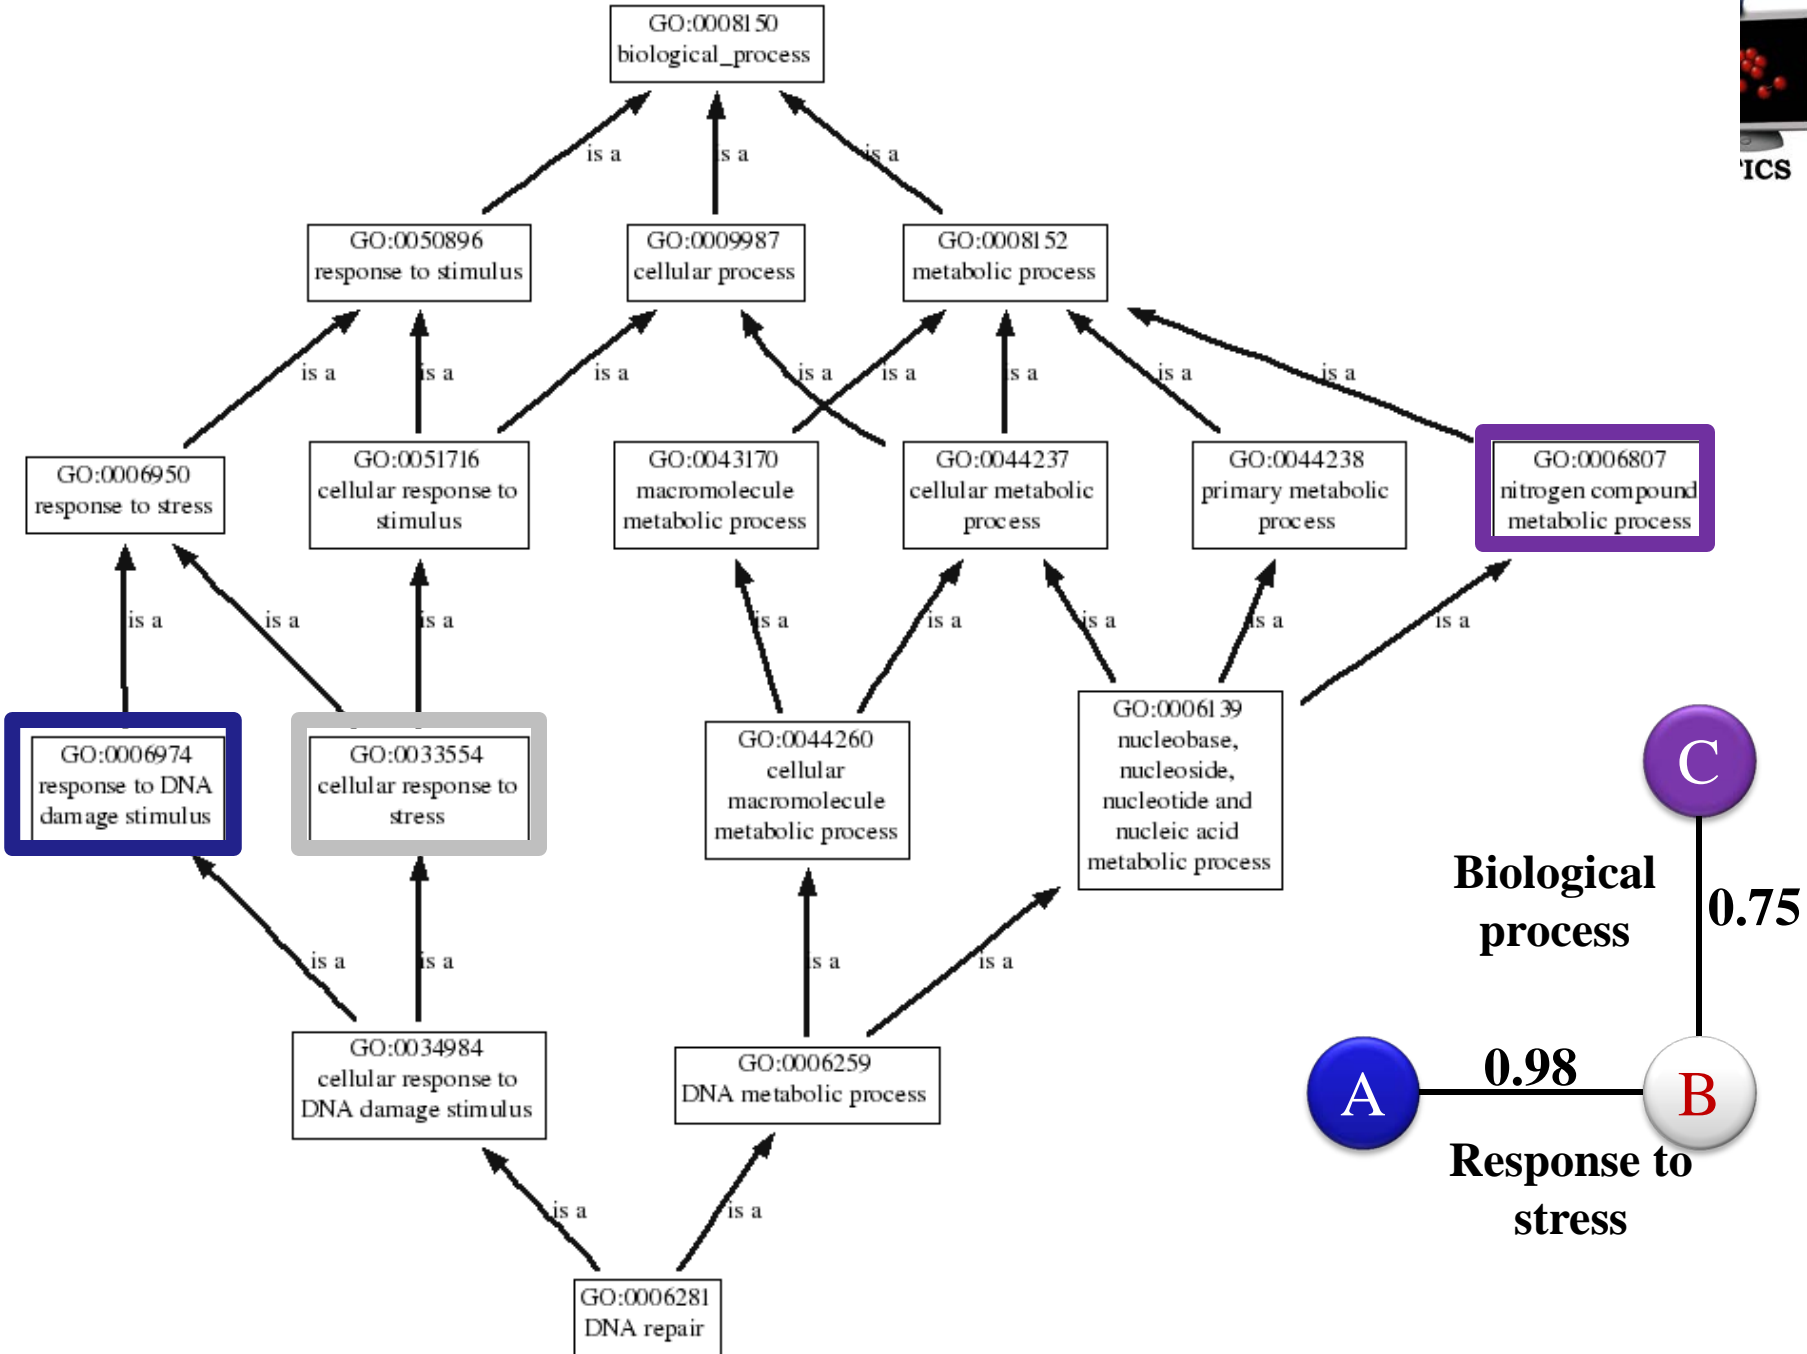 GO:0008150
biological_process
ICS
is a
is a
is a
GO:0050896
response to stimulus
GO:0009987
cellular process
GO:0008152
metabolic process
is a
is a
is a
is a
is a
is a
is a
is a
GO:0006950
response to stress
GO:0051716
cellular response to
stimulus
GO:0043170
macromolecule
metabolic process
GO:0044237
cellular metabolic
process
GO:0044238
primary metabolic
process
GO:0006807
nitrogen compound
metabolic process
is a
is a
is a
is a
is a
is a
is a
is a
GO:0006974
response to DNA
damage stimulus
GO:0033554
cellular response to
stress
GO:0044260
cellular
macromolecule
metabolic process
GO:0006139
nucleobase,
nucleoside,
nucleotide and
nucleic acid
metabolic process
C
Biological
process
0.75
is a
is a
is a
is a
GO:0034984
cellular response to
DNA damage stimulus
GO:0006259
DNA metabolic process
A
0.98
B
Response to
stress
is a
is a
GO:0006281
DNA repair